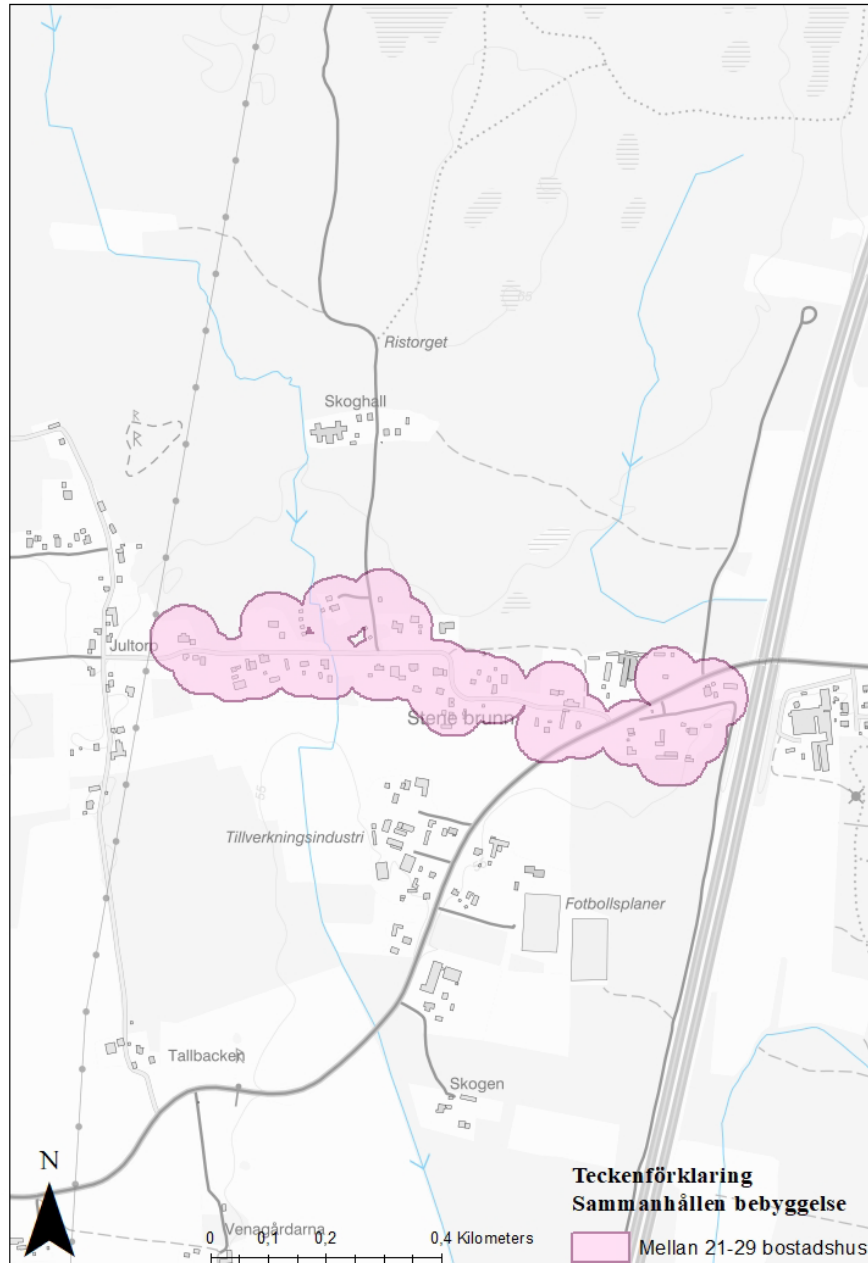 Ristorget
Skoghall
R
R
Jultorp
Stene brunn
Tillverkningsindustri
Fotbollsplaner
Tallbacken
Skogen
N
Venagårdarna
Teckenförklaring
Sammanhållen bebyggelse
0 0,1 0,2 0,4 Kilometers
Mellan 21-29 bostadshus